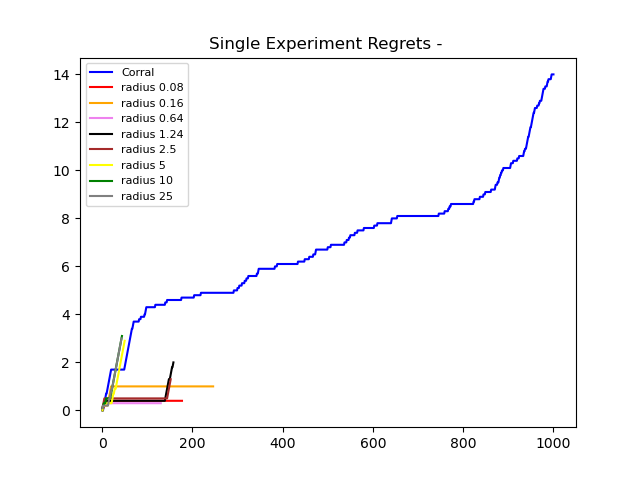 Single Experiment Regrets -
Corral
radius 0.08
radius 0.16
radius 0.64
radius 1.24
radius 2.5
radius 5
radius 10
radius 25
14
12
10
8
6
4
2
0
0 200 400 600 800 1000